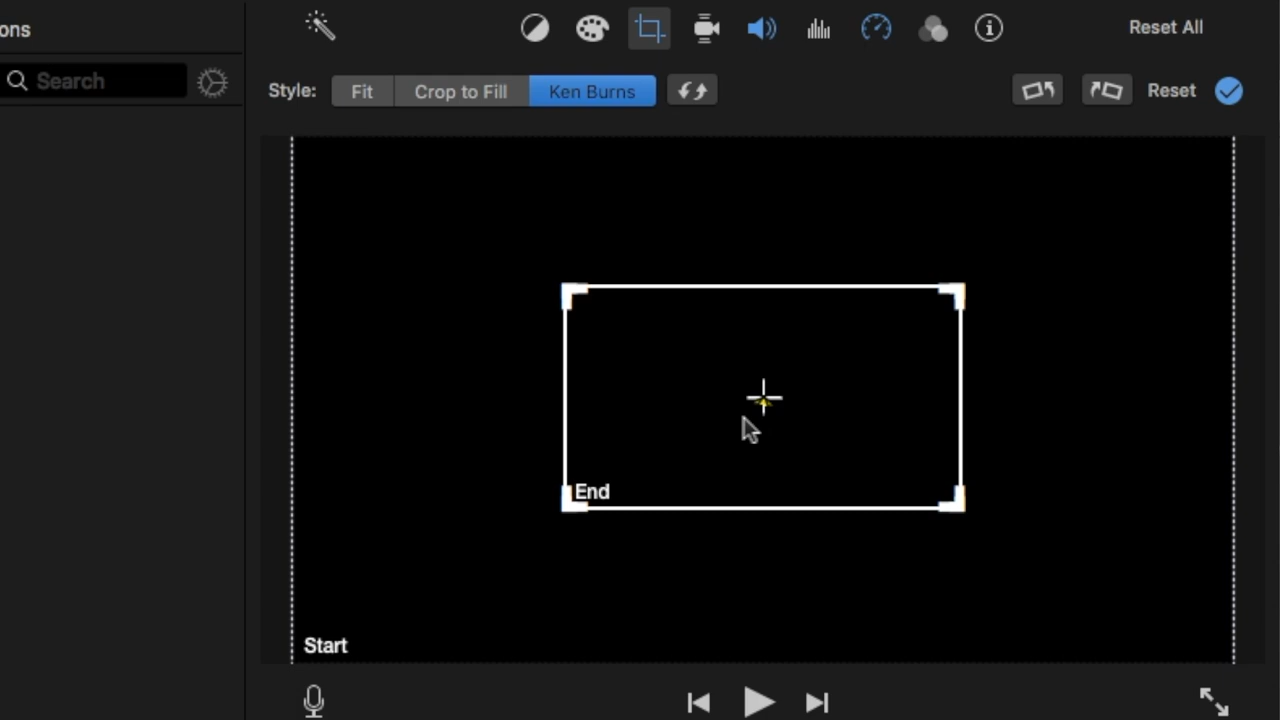 ons
Reset All
Search
Style:
Fit
Crop to Fill
Ken Burns
Reset
End
Start